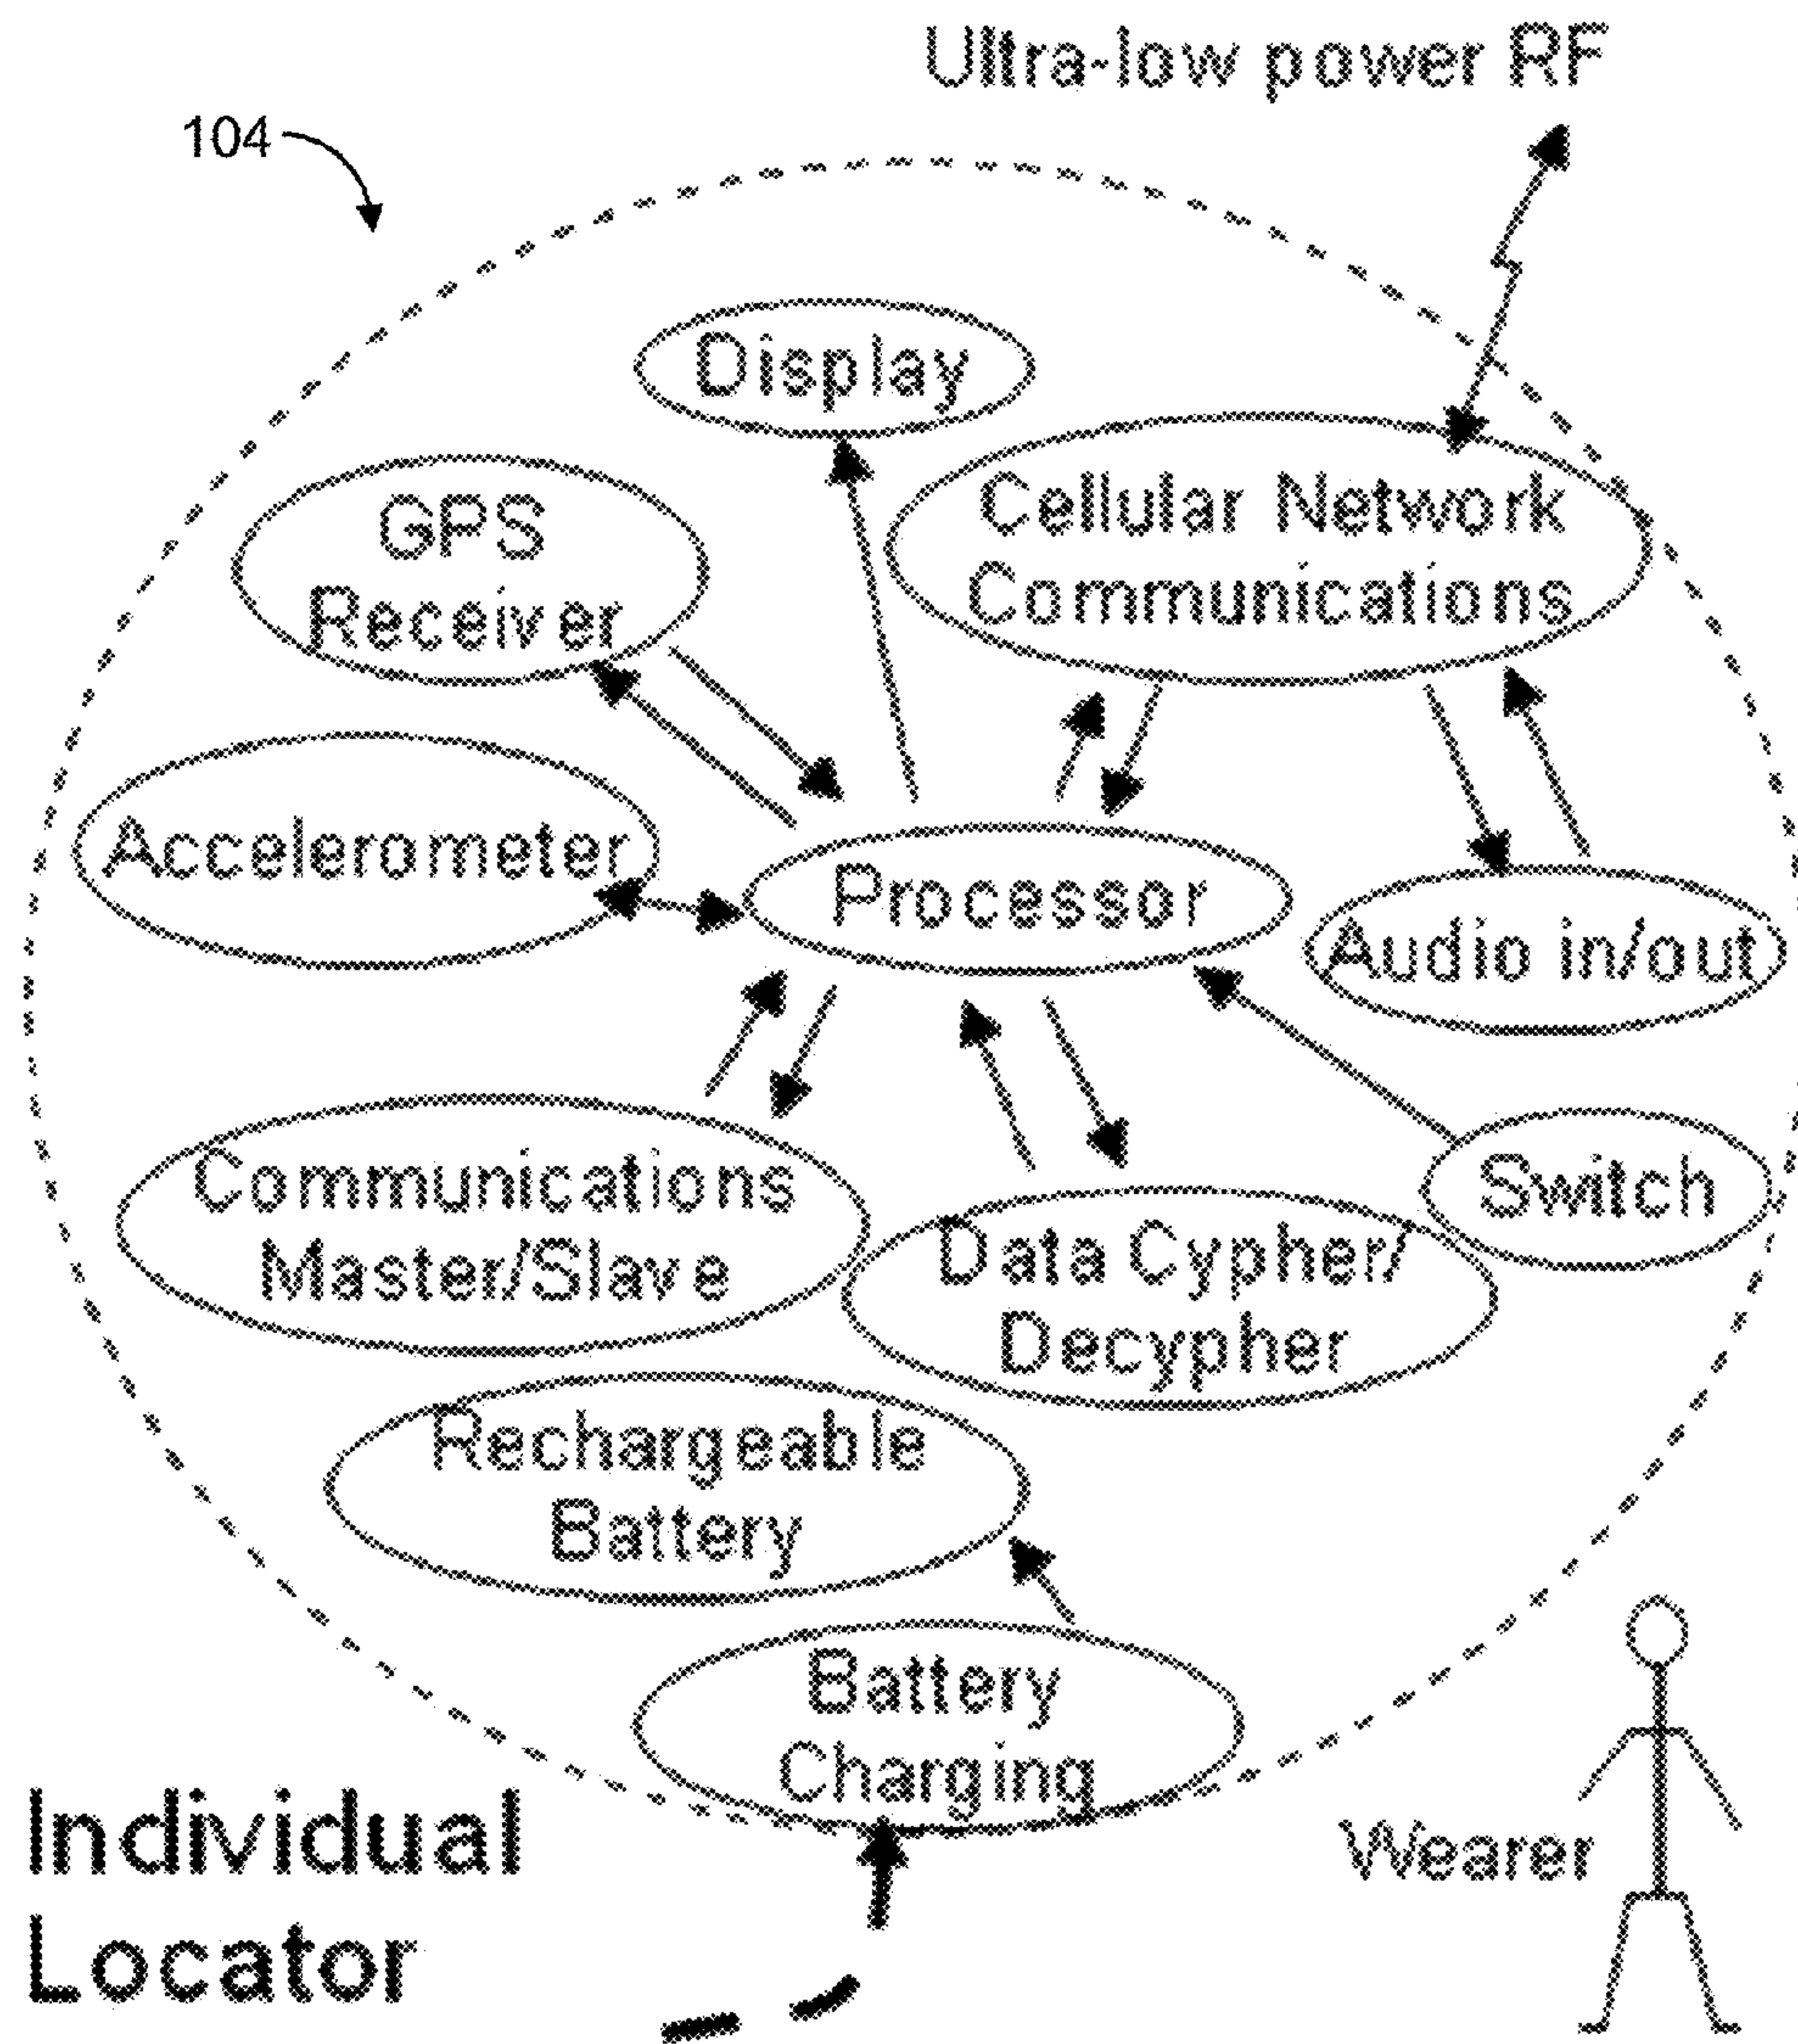 Ultra-low power RF
104
Display
GPS
Receiver
Cellular Network
Communications
Accelerometer
Processor
Audio in/out
Communications
Master/Slave
Data Cypher/
Decypher
Switch
Rechargeable
Battery
Battery
Charging
Individual
Locator
Wearer